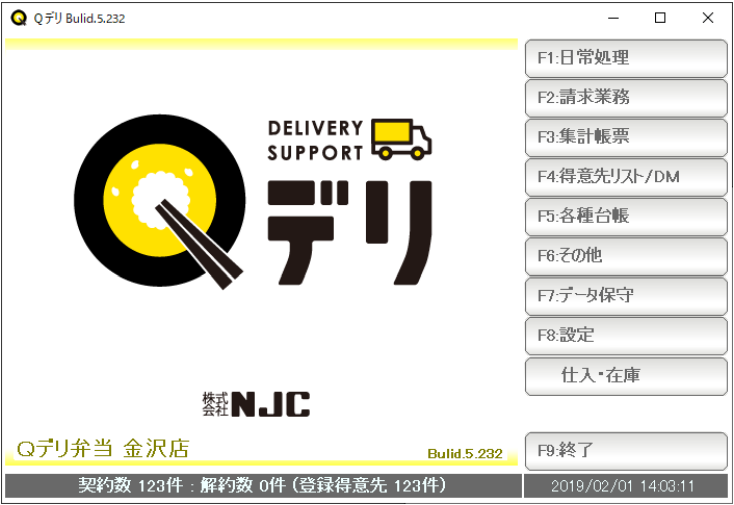 Qデリ Bulid.5.232
F1:日常処理
F2:請求業務
F3:集計帳票
F4:得意先リスト/DM
F5:各種台帳
F6:その他
F7:データ保守
F8:設定
仕入・在庫
F9:終了
DELIVERY
SUPPORT
デリ
株式会社NJC
Qデリ弁当 金沢店
Bulid.5.232
契約数 123件 : 解約数 0件 (登録得意先 123件)
2019/02/01 14:03:11